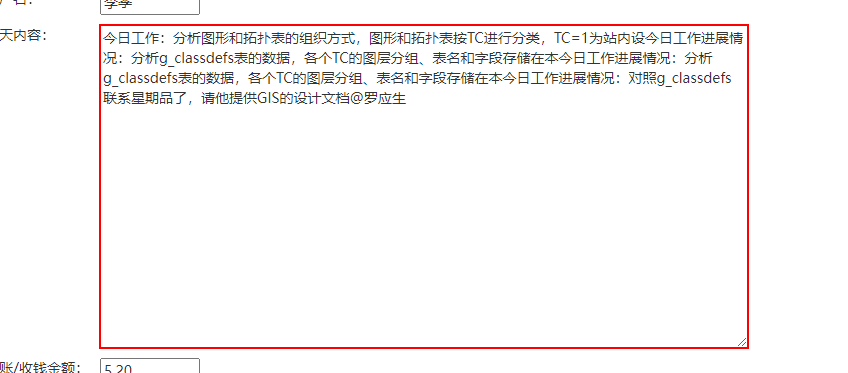 户名:
李季
天内容:
今日工作：分析图形和拓扑表的组织方式，图形和拓扑表按TC进行分类，TC=1为站内设今日工作进展情
况：分析g_classdefs表的数据，各个TC的图层分组、表名和字段存储在本今日工作进展情况：分析
g_classdefs表的数据，各个TC的图层分组、表名和字段存储在本今日工作进展情况：对照g_classdefs
联系星期品了，请他提供GIS的设计文档@罗应生
账/收钱金额:
5.20